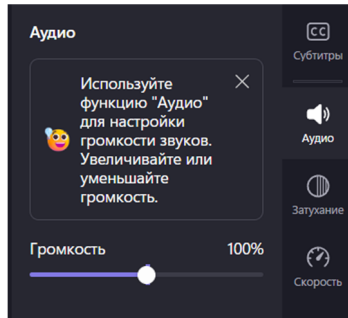 Аудио
Используйте
функцию "Аудио"
для настройки
громкости звуков.
Увеличивайте или
уменьшайте
громкость.
Громкость 100%
CC
Субтитры
Аудио
Затухание
Скорость